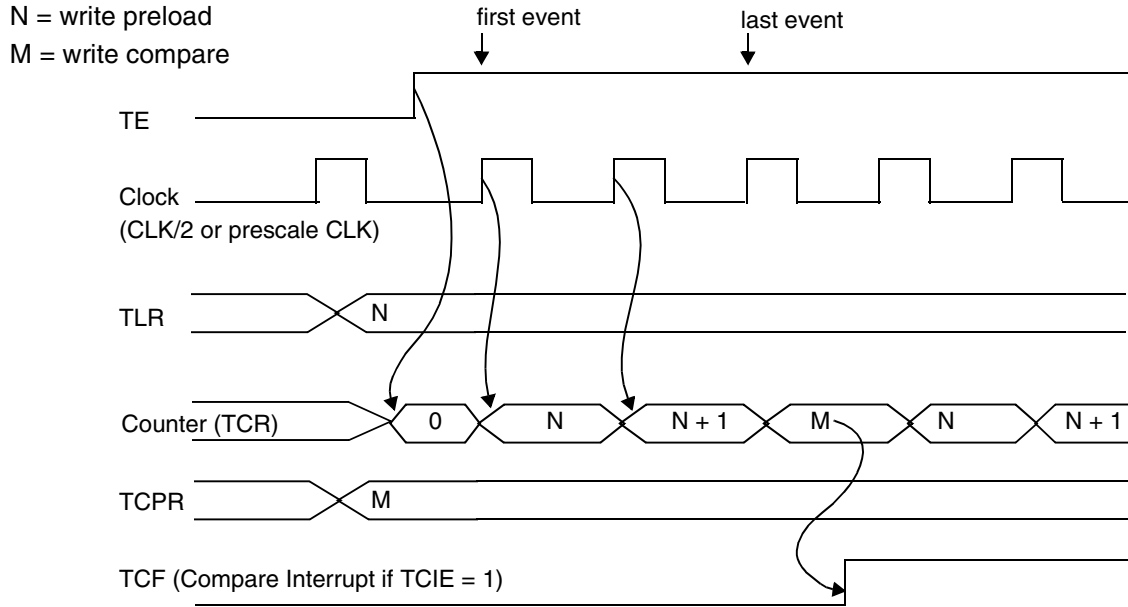 N = write preload
M = write compare
first event
last event
TE
Clock
(CLK/2 or prescale CLK)
TLR
N
Counter (TCR)
0
N
N + 1
M
N
N + 1
TCPR
M
TCF (Compare Interrupt if TCIE = 1)